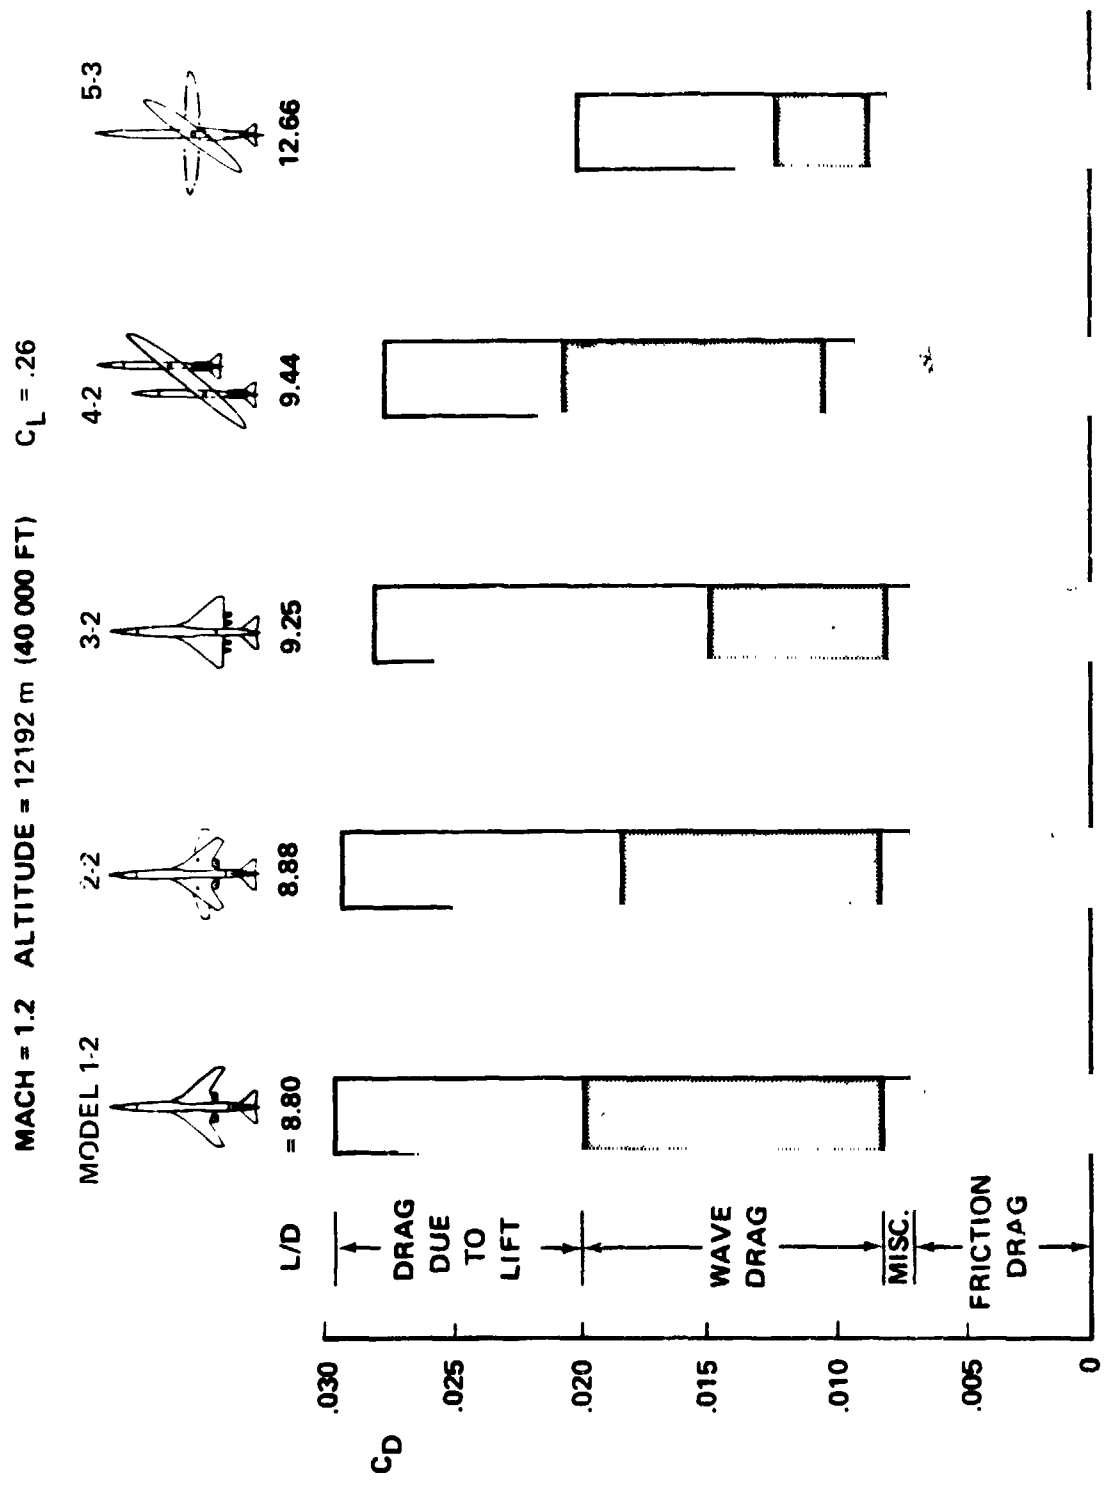 MACH = 1.2 ALTITUDE = 12192 m (40 000 FT) CL = .26
MODEL 1-2 2-2 3-2 4-2 5-3
L/D = 8.80 8.88 9.25 9.44 12.66
CD
.030
.025
.020
.015
.010
.005
0
DRAG
DUE
TO
LIFT
WAVE
DRAG
MISC.
FRICTION
DRAG